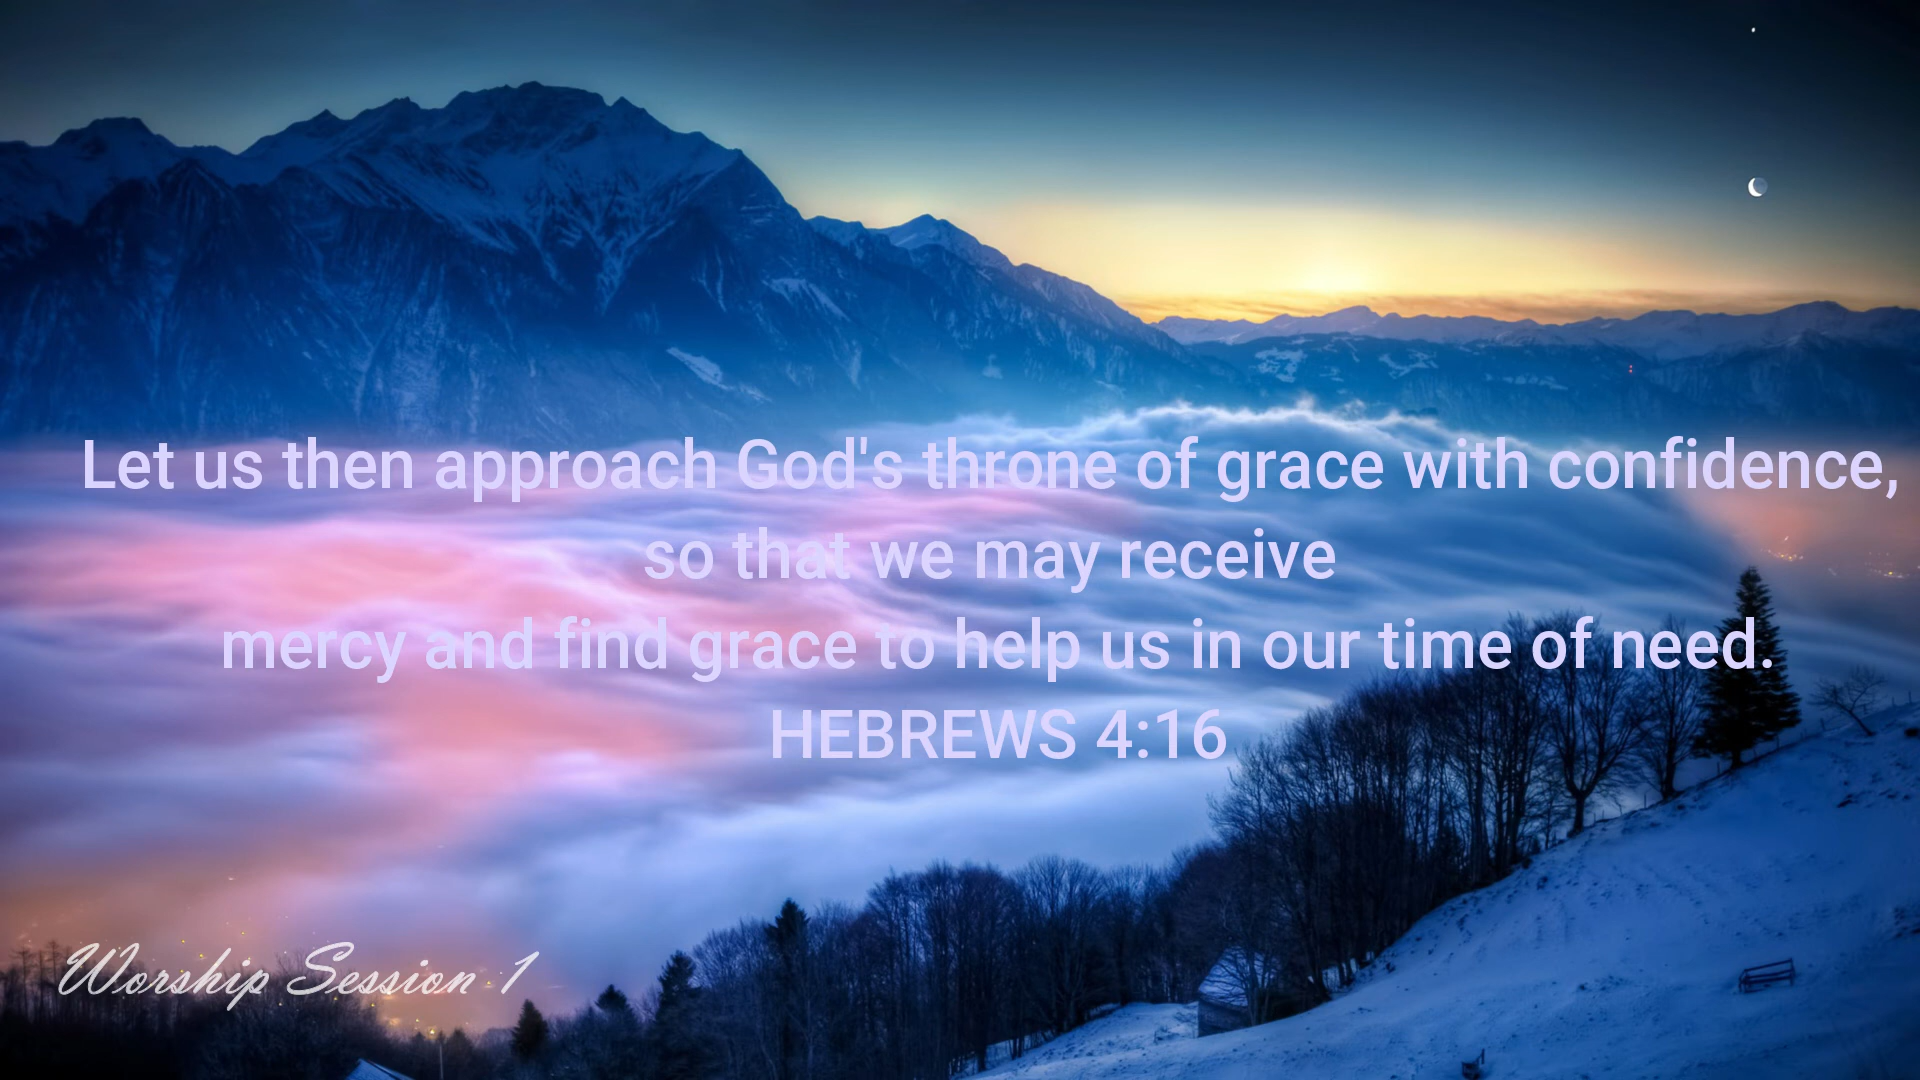 Let us then approach God's throne of grace with confidence,
so that we may receive
mercy and find grace to help us in our time of need.
HEBREWS 4:16
Worship Session 1